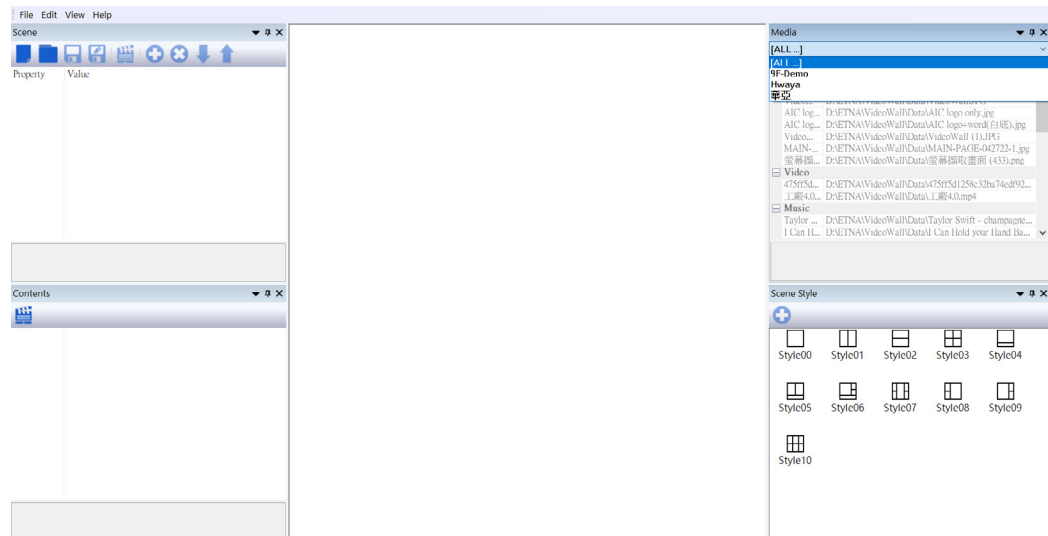 File Edit View Help
Scene
Property Value
Contents
Media
[ALL ...]
[ALL ...]
9F-Demo
Hwaya
華亞
AIC log... D:\ETNA\VideoWall\Data\AIC logo only.jpg
AIC log... D:\ETNA\VideoWall\Data\AIC logo+word(白底).jpg
Video... D:\ETNA\VideoWall\Data\VideoWall (1).JPG
MAIN-... D:\ETNA\VideoWall\Data\MAIN-PAGE-042722-1.jpg
螢幕擷... D:\ETNA\VideoWall\Data\螢幕擷取畫面 (433).png
Video
475ff5d... D:\ETNA\VideoWall\Data\475ff5d1258c32ba74edf92...
工廠4.0... D:\ETNA\VideoWall\Data\工廠4.0.mp4
Music
Taylor ... D:\ETNA\VideoWall\Data\Taylor Swift - champagne...
I Can H... D:\ETNA\VideoWall\Data\I Can Hold your Hand Ba...
Scene Style
Style00 Style01 Style02 Style03 Style04
Style05 Style06 Style07 Style08 Style09
Style10